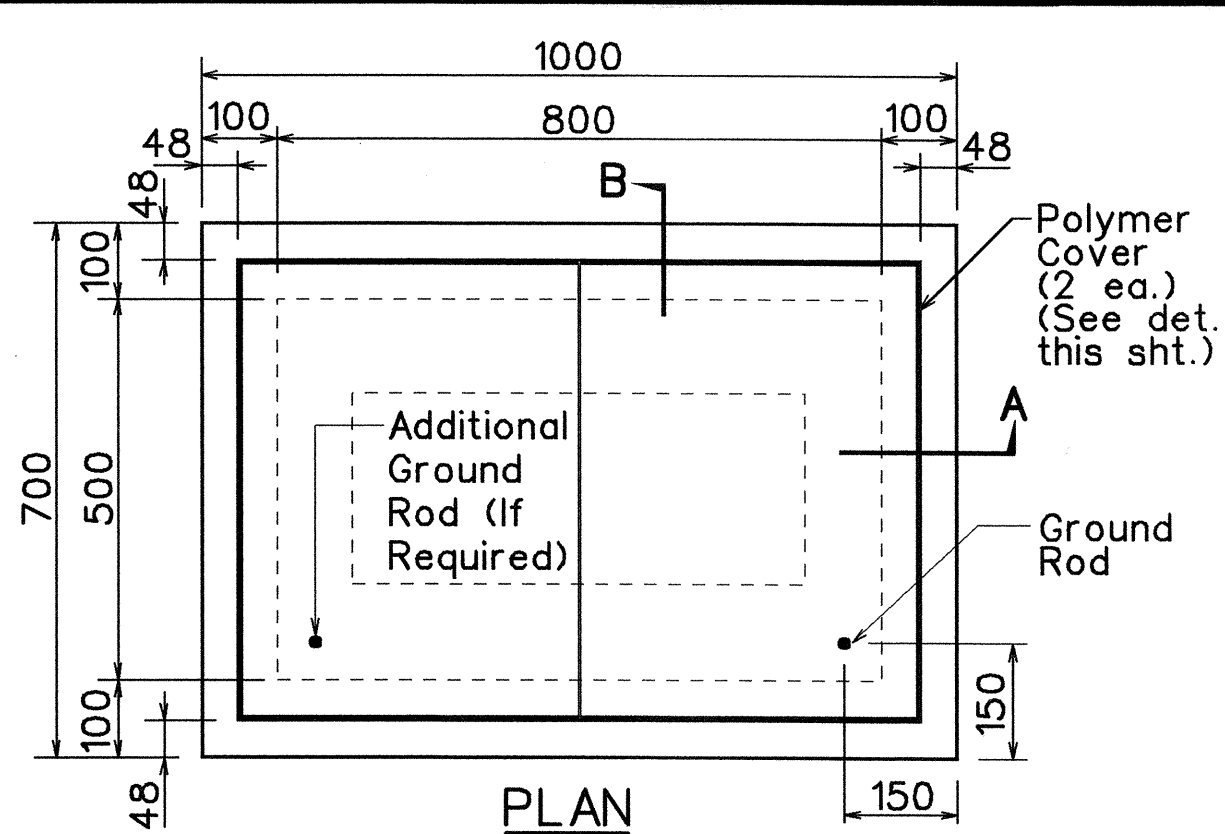 1000
100 800 100
48 48
48
B
100
Polymer
Cover
(2 ea.)
(See det.
this sht.)
A
700
500
Additional
Ground
Rod (If
Required)
Ground
Rod
100
150
48
150
PLAN